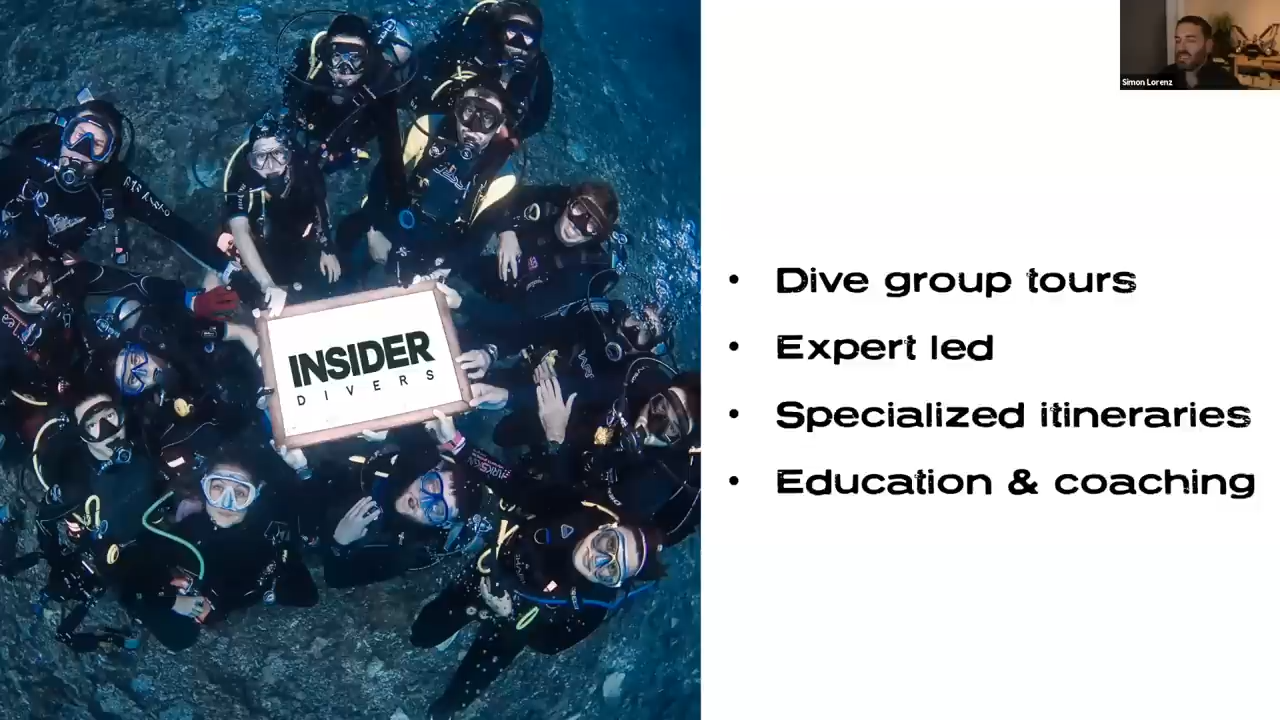 Simon Lorenz
INSIDER
DIVERS
• Dive group tours
• Expert led
• Specialized itineraries
• Education & coaching